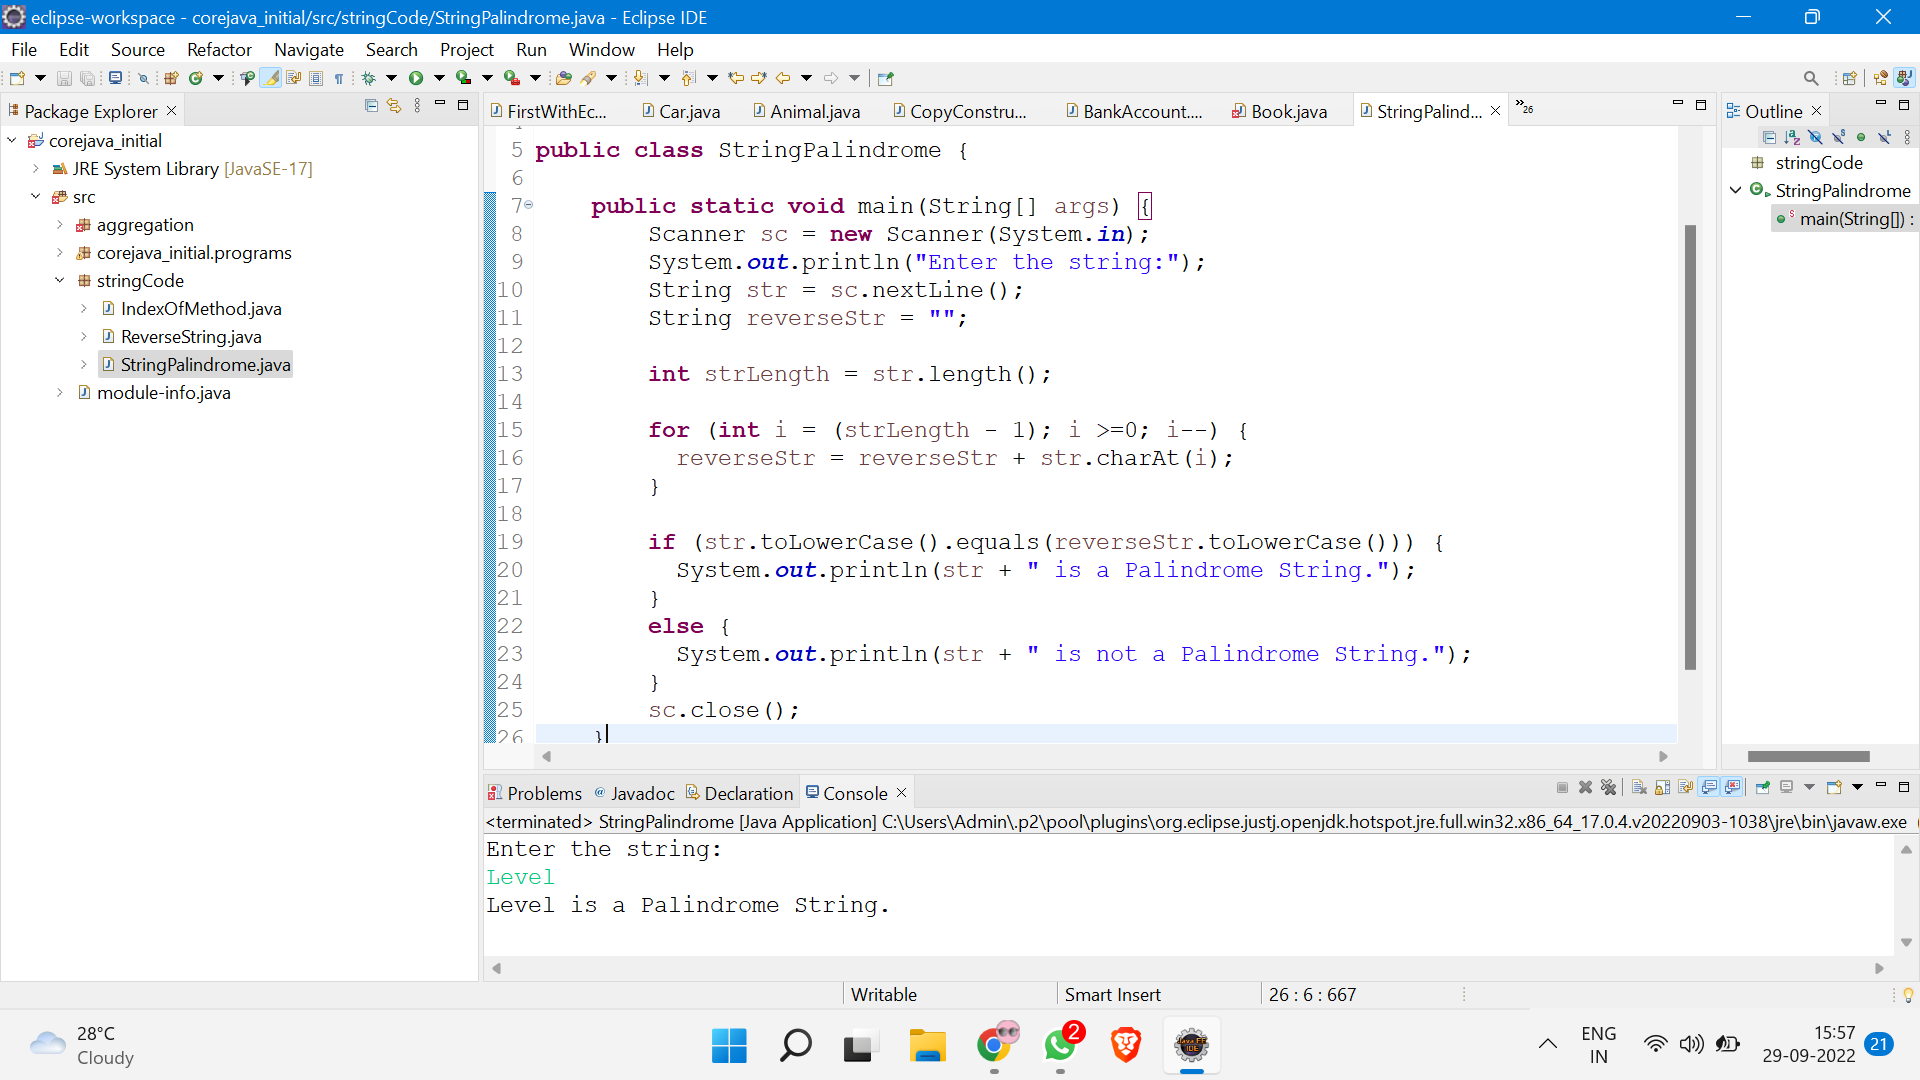 eclipse-workspace - corejava_initial/src/stringCode/StringPalindrome.java - Eclipse IDE
File Edit Source Refactor Navigate Search Project Run Window Help
Package Explorer
corejava_initial
JRE System Library [JavaSE-17]
src
aggregation
corejava_initial.programs
stringCode
IndexOfMethod.java
ReverseString.java
StringPalindrome.java
module-info.java
FirstWithEc... Car.java Animal.java CopyConstru... BankAccount.... Book.java StringPalind... »26
5 public class StringPalindrome {
6
7 public static void main(String[] args) {
8 Scanner sc = new Scanner(System.in);
9 System.out.println("Enter the string:");
10 String str = sc.nextLine();
11 String reverseStr = "";
12
13 int strLength = str.length();
14
15 for (int i = (strLength - 1); i >=0; i--) {
16 reverseStr = reverseStr + str.charAt(i);
17 }
18
19 if (str.toLowerCase().equals(reverseStr.toLowerCase())) {
20 System.out.println(str + " is a Palindrome String.");
21 }
22 else {
23 System.out.println(str + " is not a Palindrome String.");
24 }
25 sc.close();
26 }
Outline
stringCode
StringPalindrome
main(String[]) :
Problems Javadoc Declaration Console
<terminated> StringPalindrome [Java Application] C:\Users\Admin\.p2\pool\plugins\org.eclipse.justj.openjdk.hotspot.jre.full.win32.x86_64_17.0.4.v20220903-1038\jre\bin\javaw.exe (
Enter the string:
Level
Level is a Palindrome String.
Writable Smart Insert 26 : 6 : 667
28°C
Cloudy
2
Java EE
IDE
ENG
IN
15:57
29-09-2022
21